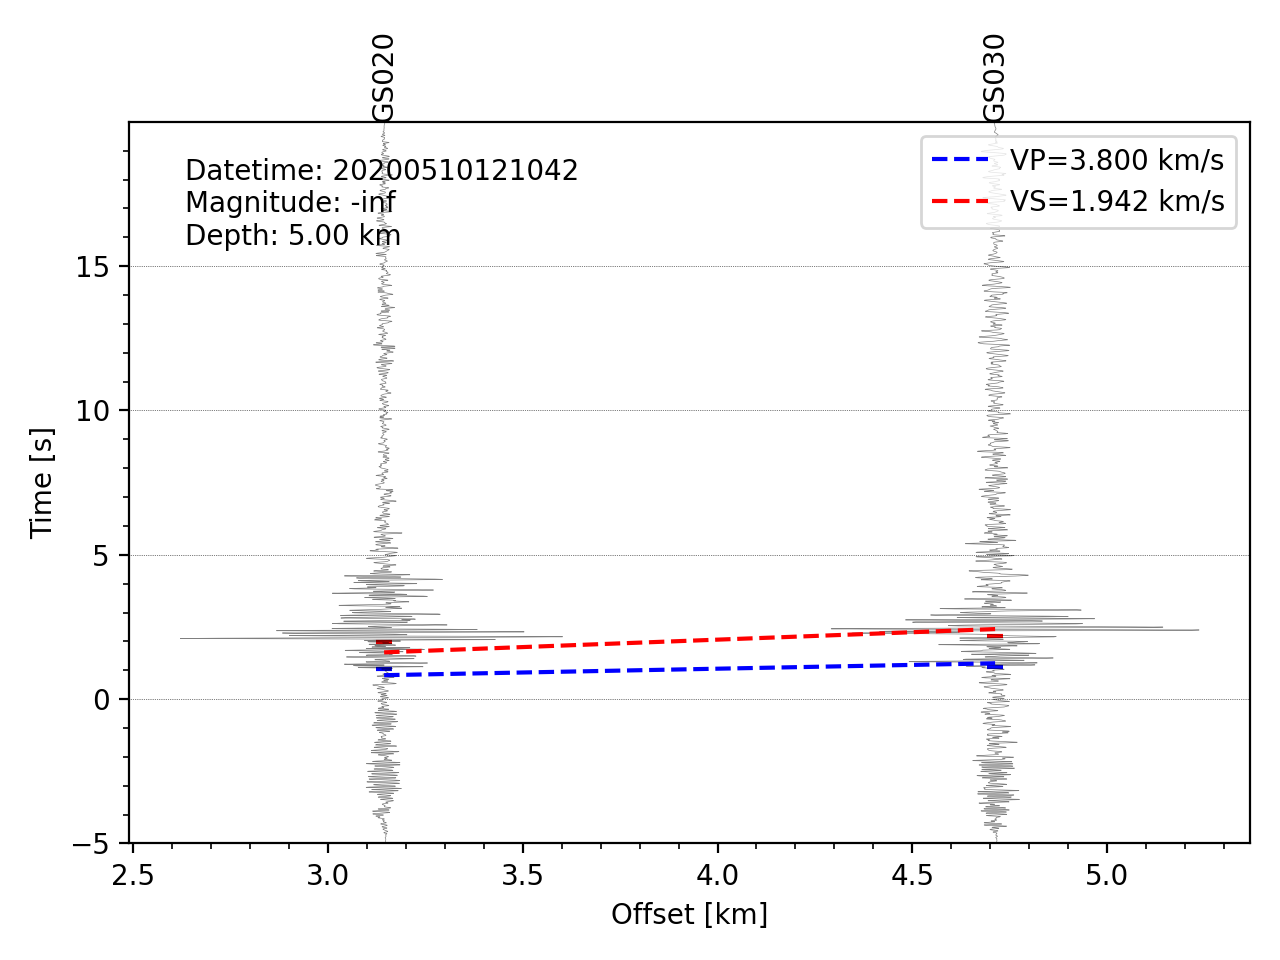 GS020
GS030
Datetime: 20200510121042
Magnitude: -inf
Depth: 5.00 km
VP=3.800 km/s
VS=1.942 km/s
15
10
5
0
−5
Time [s]
2.5 3.0 3.5 4.0 4.5 5.0
Offset [km]